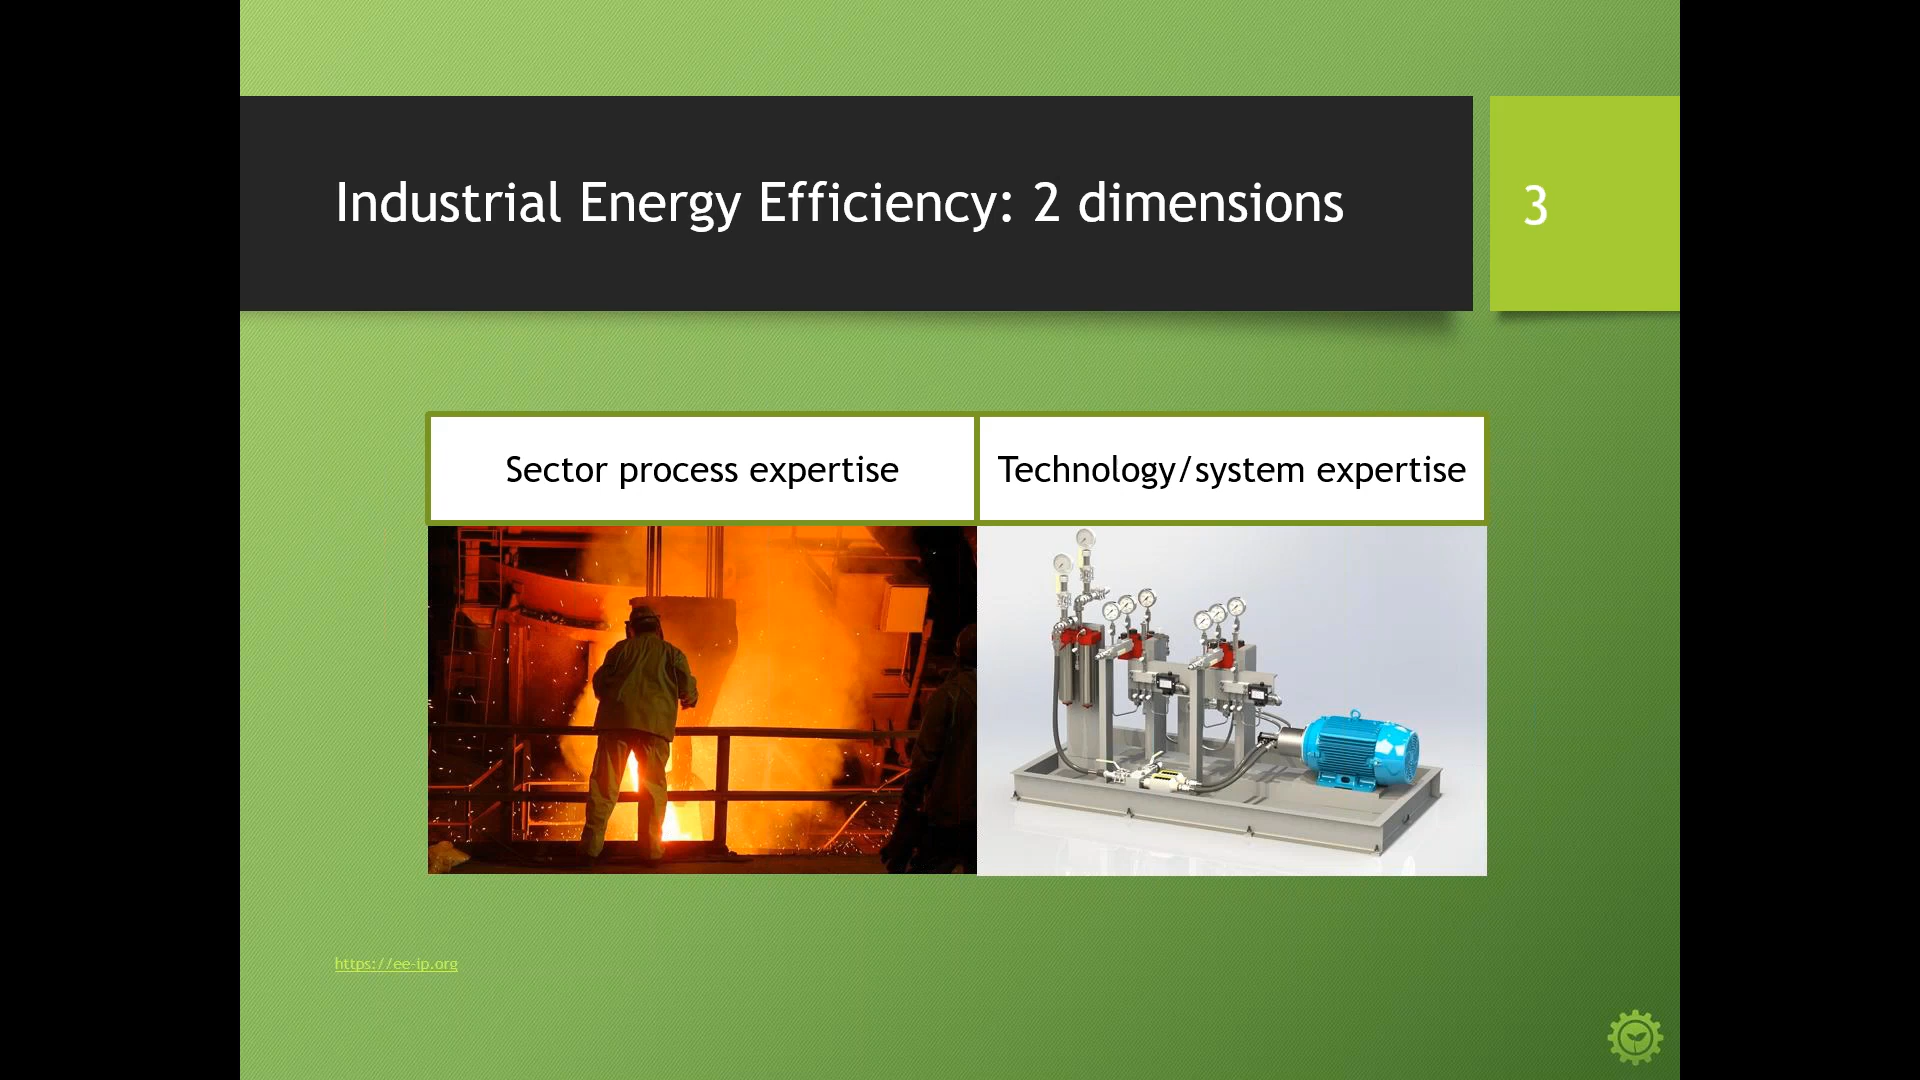 Industrial Energy Efficiency: 2 dimensions
3
Sector process expertise
Technology/system expertise
https://ee-ip.org